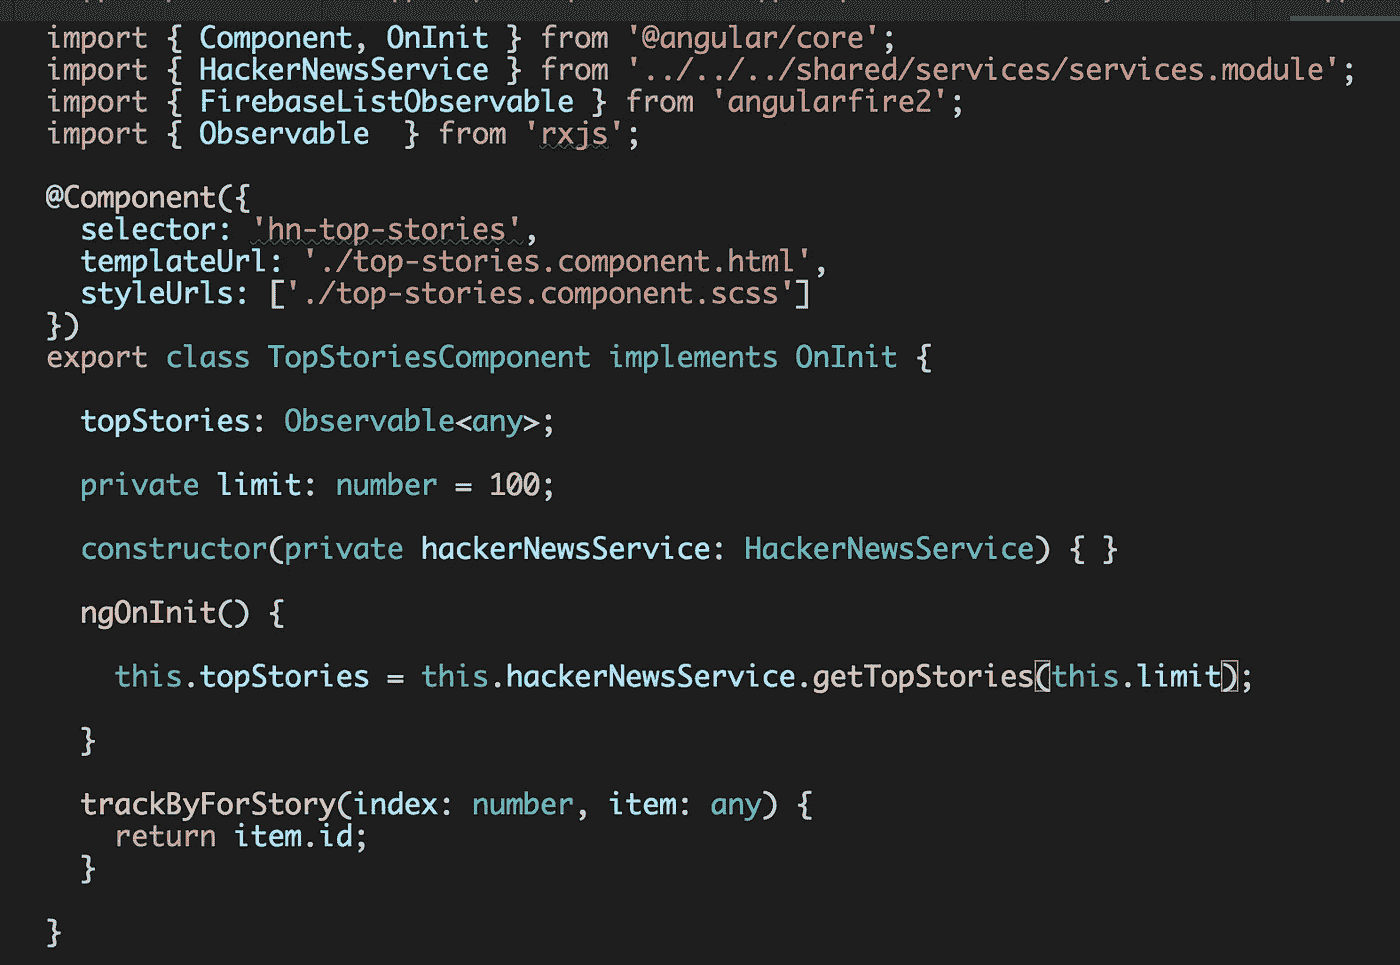 import { Component, OnInit } from '@angular/core';
import { HackerNewsService } from '../../../shared/services/services.module';
import { FirebaseListObservable } from 'angularfire2';
import { Observable  } from 'rxjs';
@Component({
  selector: 'hn-top-stories',
  templateUrl: './top-stories.component.html',
  styleUrls: ['./top-stories.component.scss']
})
export class TopStoriesComponent implements OnInit {
  topStories: Observable<any>;
  private limit: number = 100;
  constructor(private hackerNewsService: HackerNewsService) { }
  ngOnInit() {
    this.topStories = this.hackerNewsService.getTopStories(this.limit);
  }
  trackByForStory(index: number, item: any) {
    return item.id;
  }
}